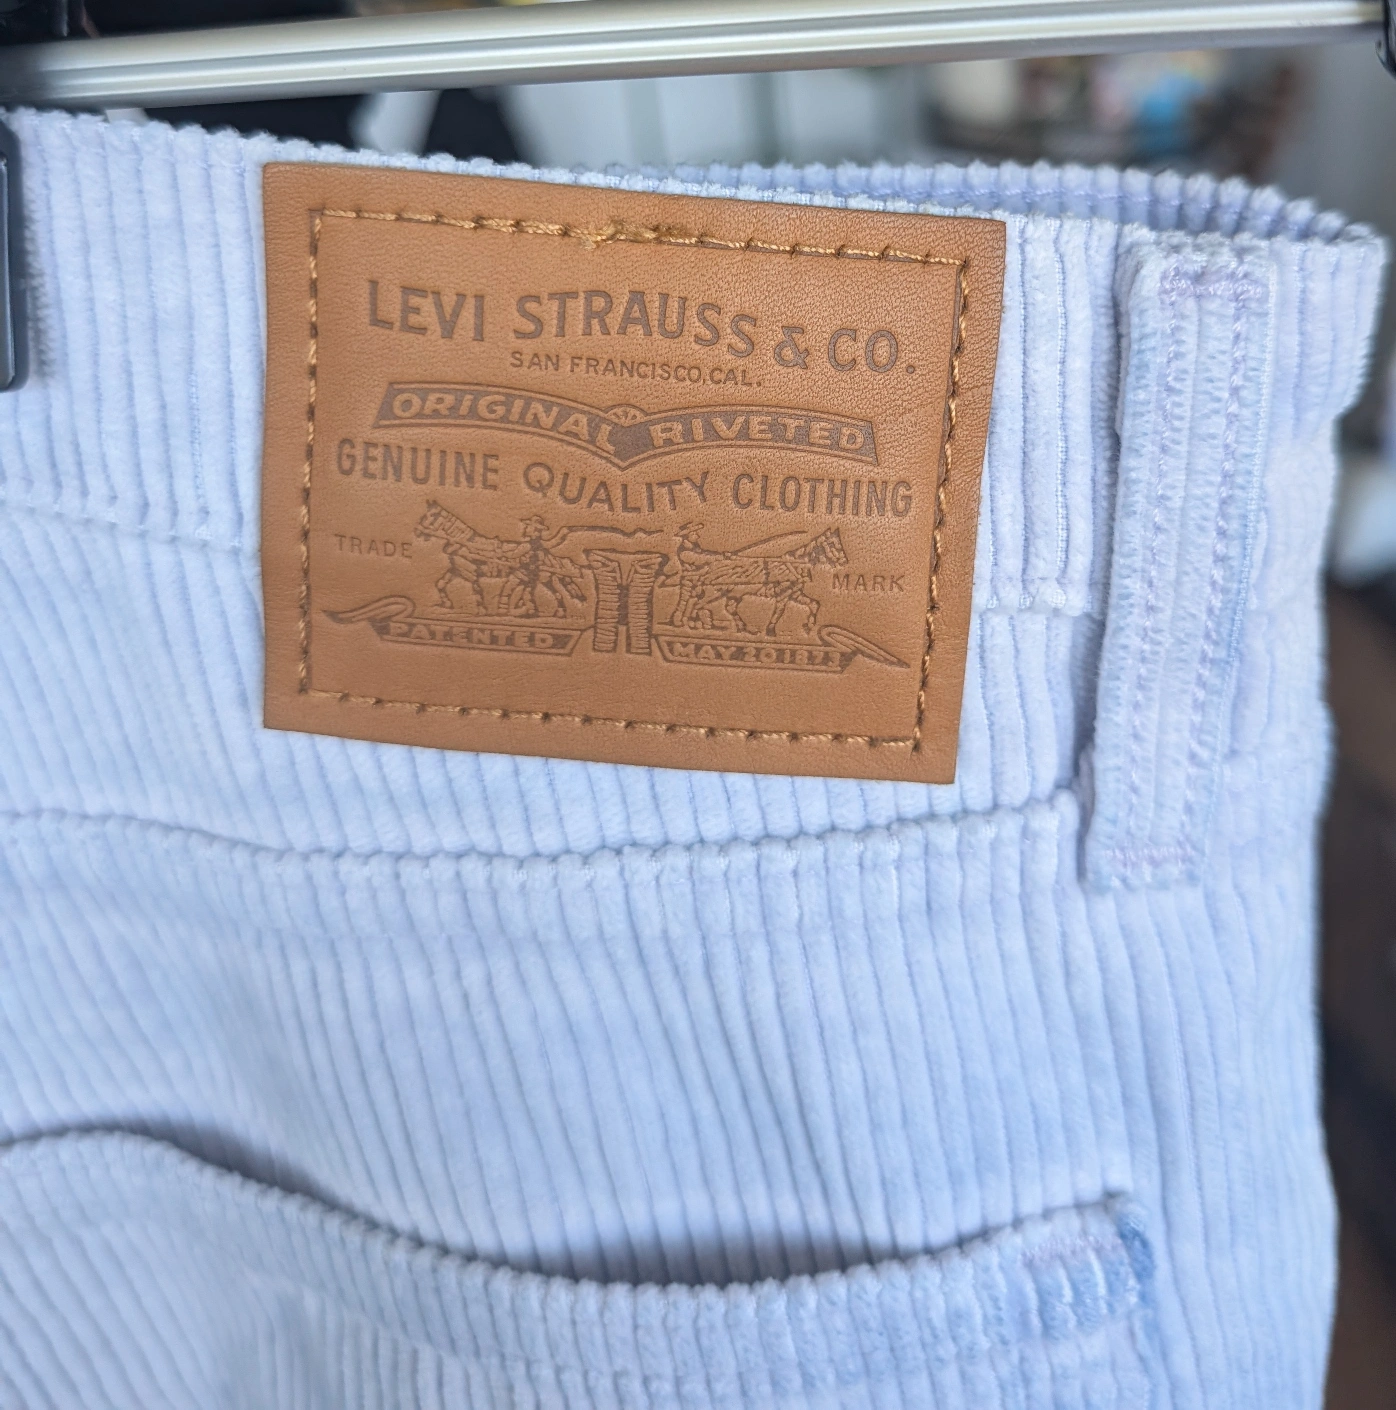 LEVI STRAUSS & CO.
SAN FRANCISCO, CAL.
ORIGINAL RIVETED
GENUINE QUALITY CLOTHING
TRADE MARK
PATENTED MAY 20 1873